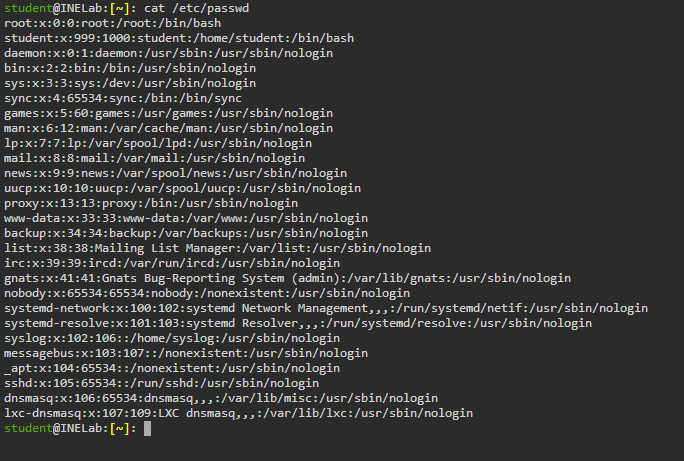 student@INELab:[~]: cat /etc/passwd
root:x:0:0:root:/root:/bin/bash
student:x:999:1000:student:/home/student:/bin/bash
daemon:x:0:1:daemon:/usr/sbin:/usr/sbin/nologin
bin:x:2:2:bin:/bin:/usr/sbin/nologin
sys:x:3:3:sys:/dev:/usr/sbin/nologin
sync:x:4:65534:sync:/bin:/bin/sync
games:x:5:60:games:/usr/games:/usr/sbin/nologin
man:x:6:12:man:/var/cache/man:/usr/sbin/nologin
lp:x:7:7:lp:/var/spool/lpd:/usr/sbin/nologin
mail:x:8:8:mail:/var/mail:/usr/sbin/nologin
news:x:9:9:news:/var/spool/news:/usr/sbin/nologin
uucp:x:10:10:uucp:/var/spool/uucp:/usr/sbin/nologin
proxy:x:13:13:proxy:/bin:/usr/sbin/nologin
www-data:x:33:33:www-data:/var/www:/usr/sbin/nologin
backup:x:34:34:backup:/var/backups:/usr/sbin/nologin
list:x:38:38:Mailing List Manager:/var/list:/usr/sbin/nologin
irc:x:39:39:ircd:/var/run/ircd:/usr/sbin/nologin
gnats:x:41:41:Gnats Bug-Reporting System (admin):/var/lib/gnats:/usr/sbin/nologin
nobody:x:65534:65534:nobody:/nonexistent:/usr/sbin/nologin
systemd-network:x:100:102:systemd Network Management,,,:/run/systemd/netif:/usr/sbin/nologin
systemd-resolve:x:101:103:systemd Resolver,,,:/run/systemd/resolve:/usr/sbin/nologin
syslog:x:102:106::/home/syslog:/usr/sbin/nologin
messagebus:x:103:107::/nonexistent:/usr/sbin/nologin
_apt:x:104:65534::/nonexistent:/usr/sbin/nologin
sshd:x:105:65534::/run/sshd:/usr/sbin/nologin
dnsmasq:x:106:65534:dnsmasq,,,:/var/lib/misc:/usr/sbin/nologin
lxc-dnsmasq:x:107:109:LXC dnsmasq,,,:/var/lib/lxc:/usr/sbin/nologin
student@INELab:[~]: